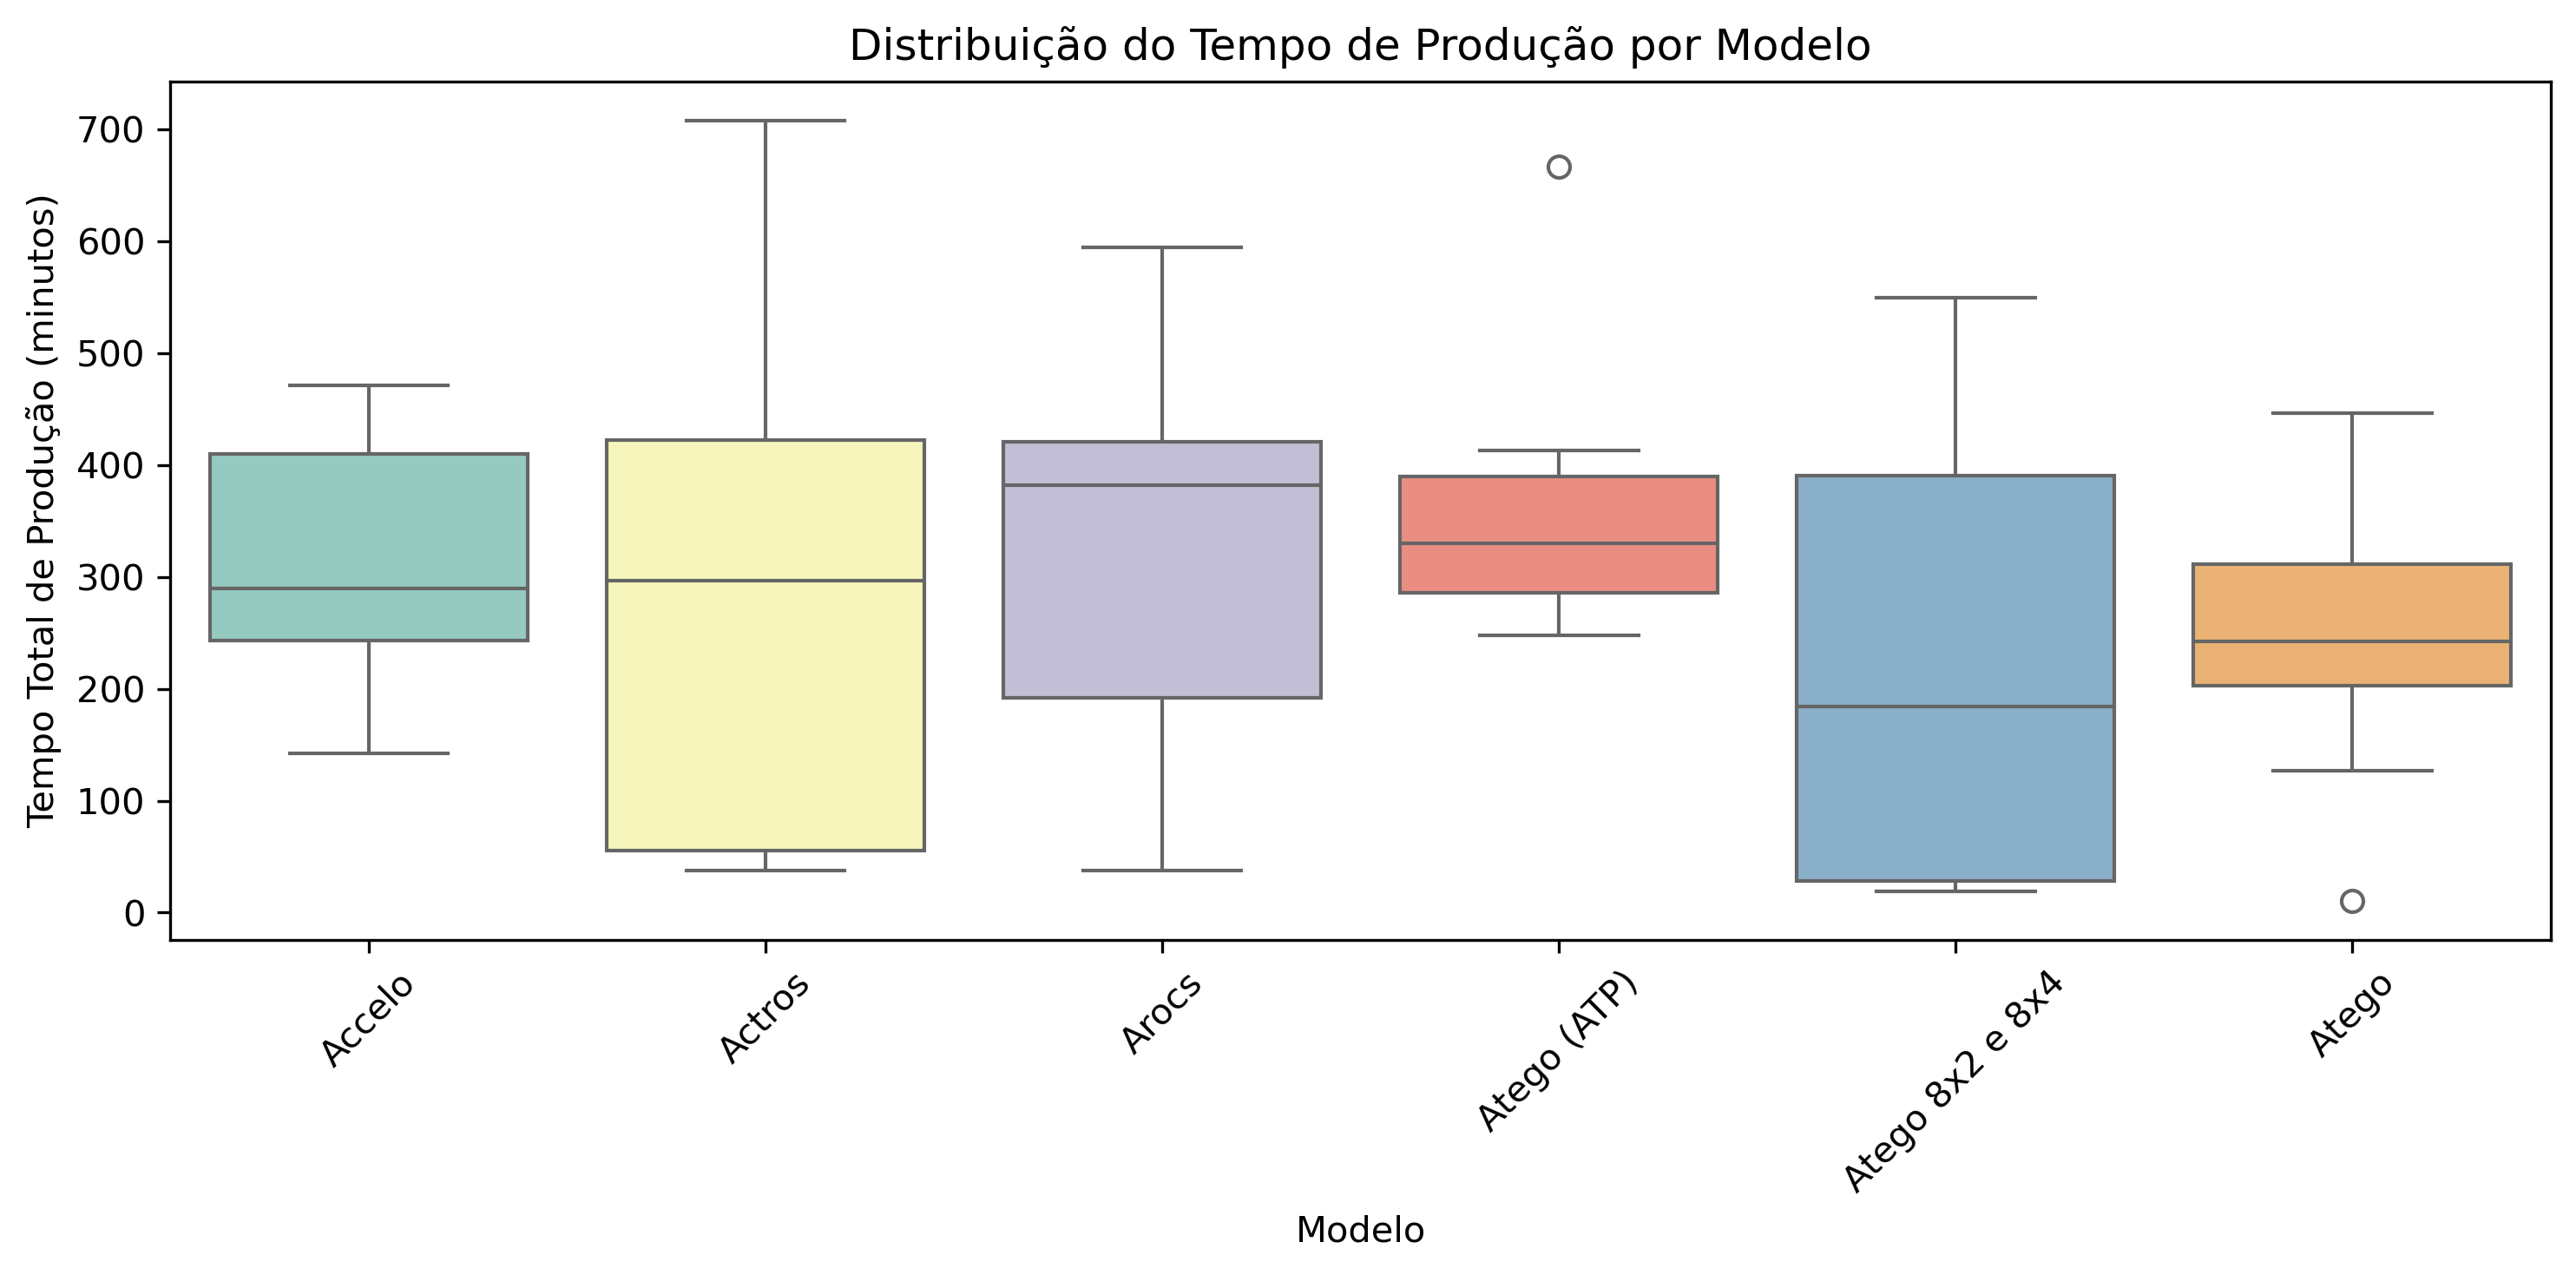 Distribuição do Tempo de Produção por Modelo
Tempo Total de Produção (minutos)
700
600
500
400
300
200
100
0
Accelo
Actros
Arocs
Atego (ATP)
Atego 8x2 e 8x4
Atego
Modelo